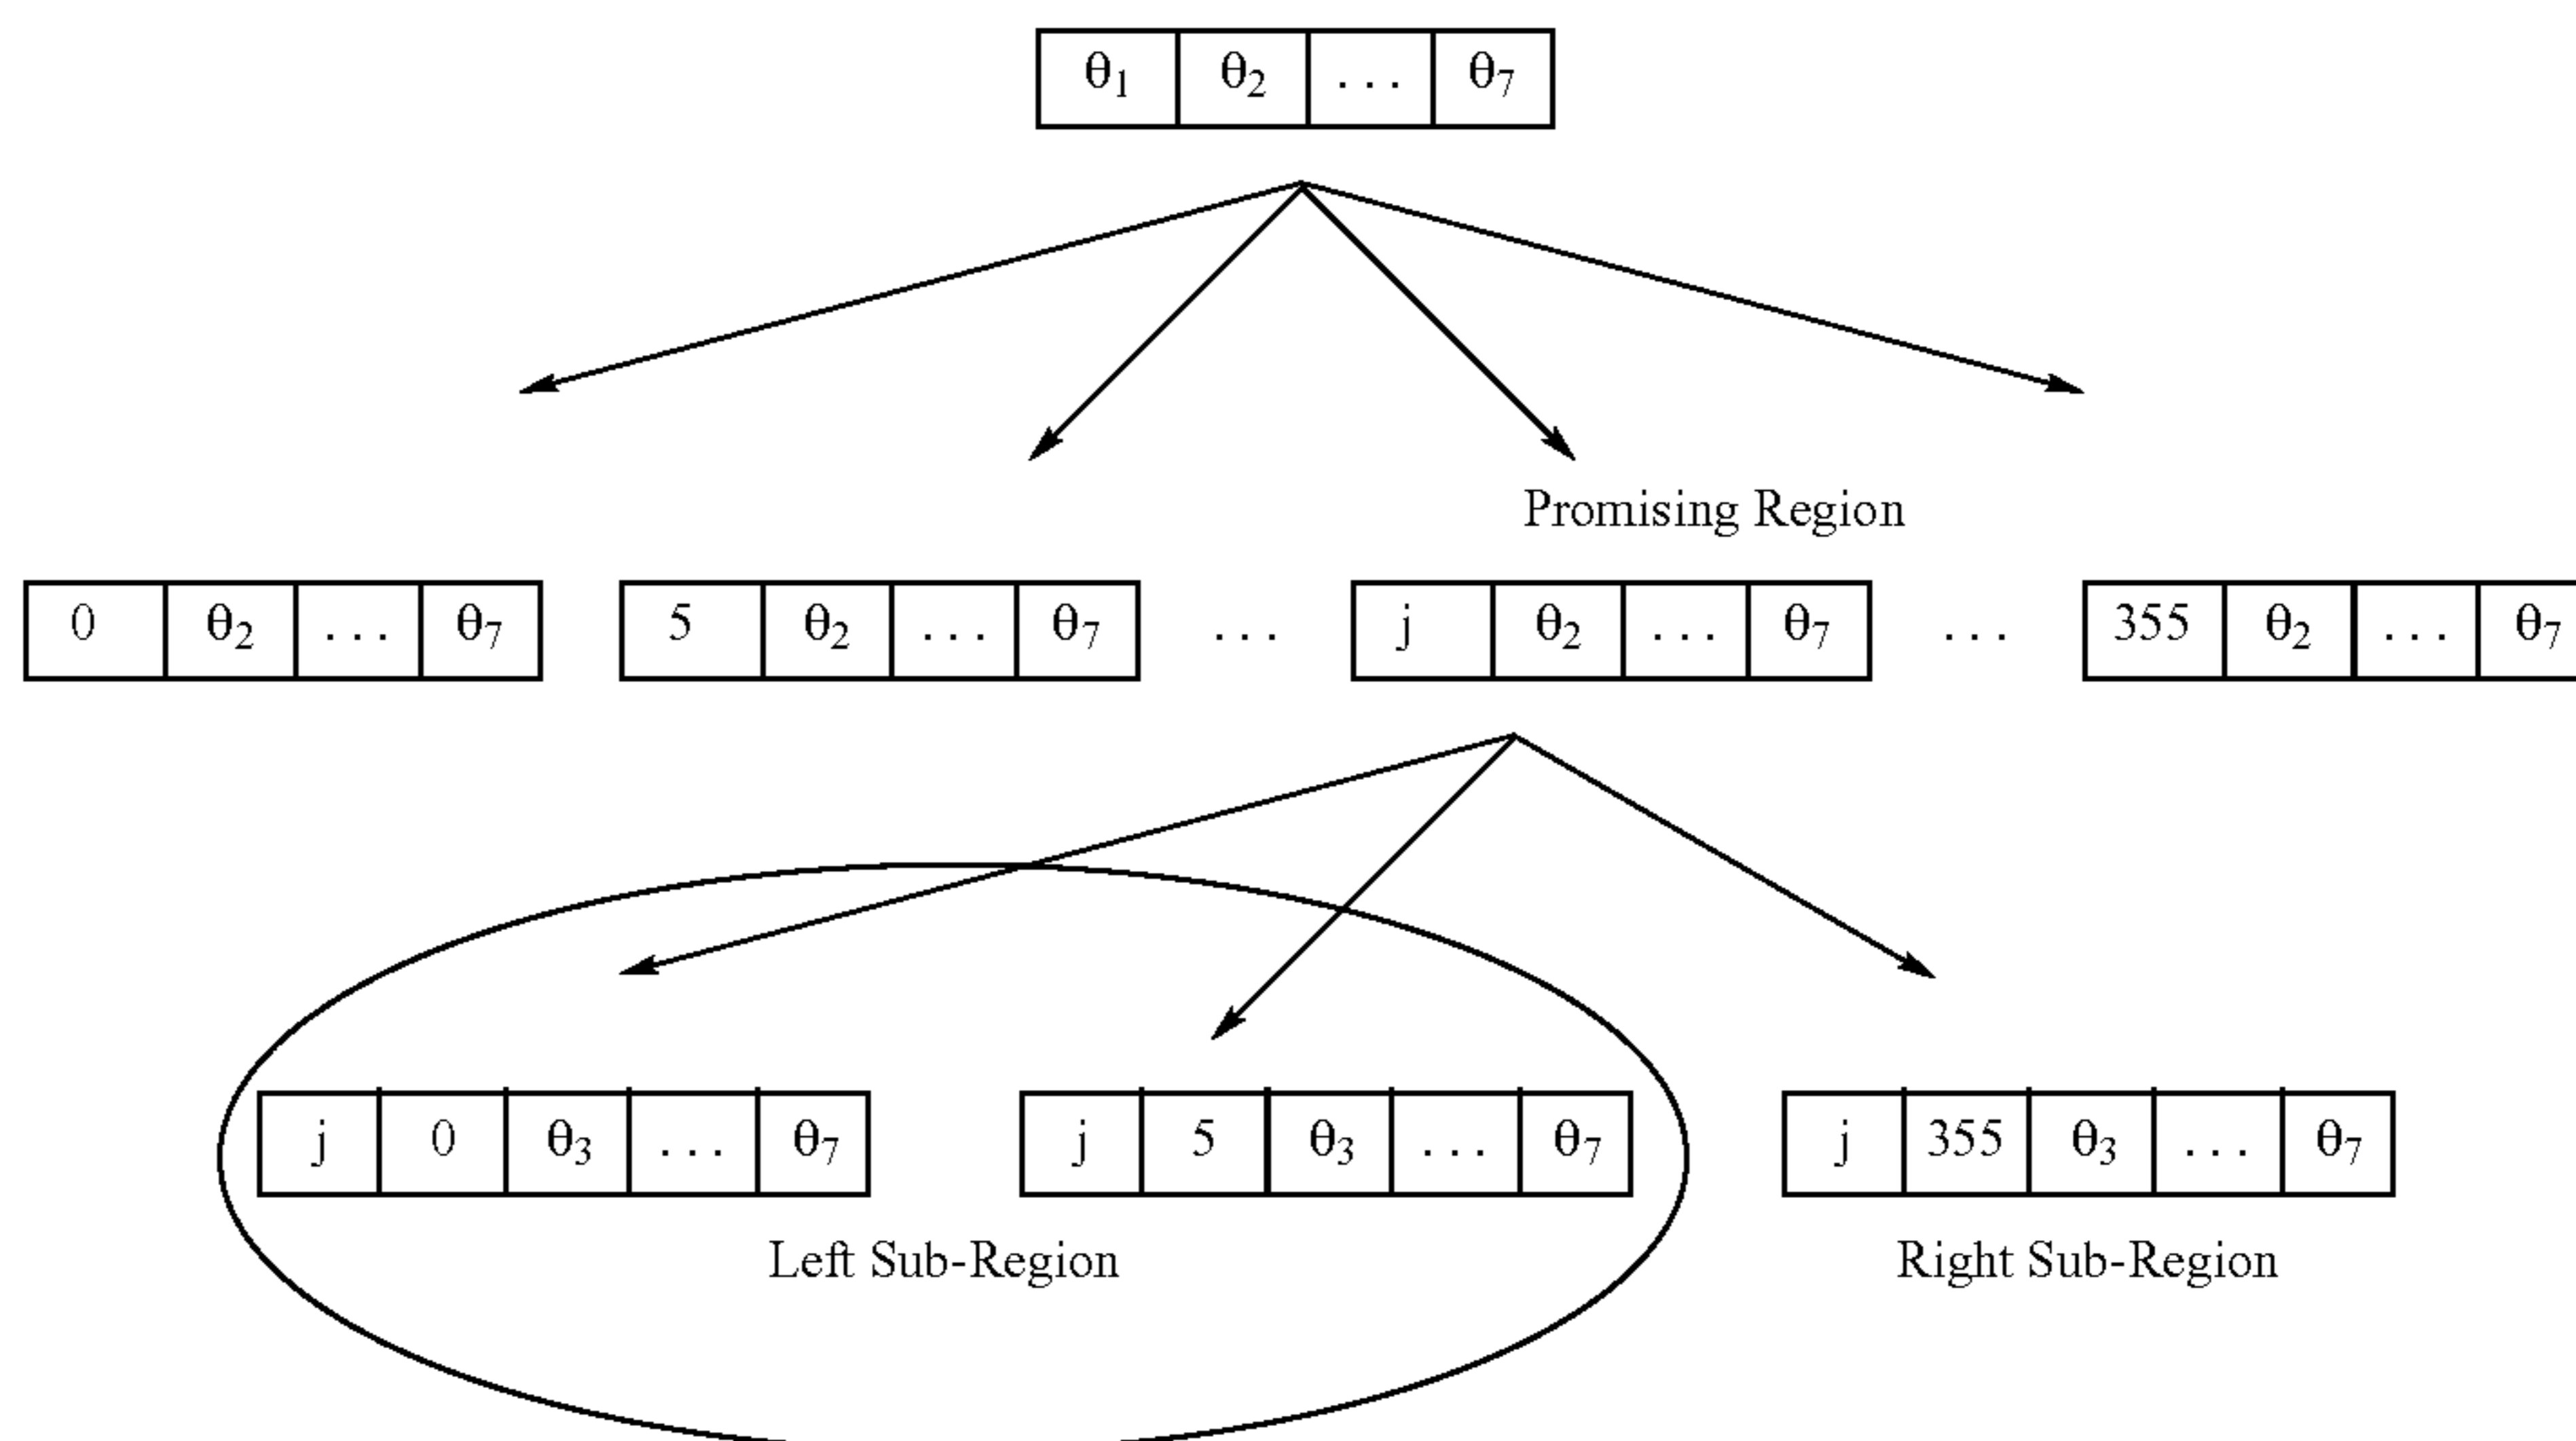 θ₁ θ₂ ... θ₇
Promising Region
0 θ₂ ... θ₇ 5 θ₂ ... θ₇ ... j θ₂ ... θ₇ ... 355 θ₂ ... θ₇
j 0 θ₃ ... θ₇ j 5 θ₃ ... θ₇ j 355 θ₃ ... θ₇
Left Sub-Region Right Sub-Region